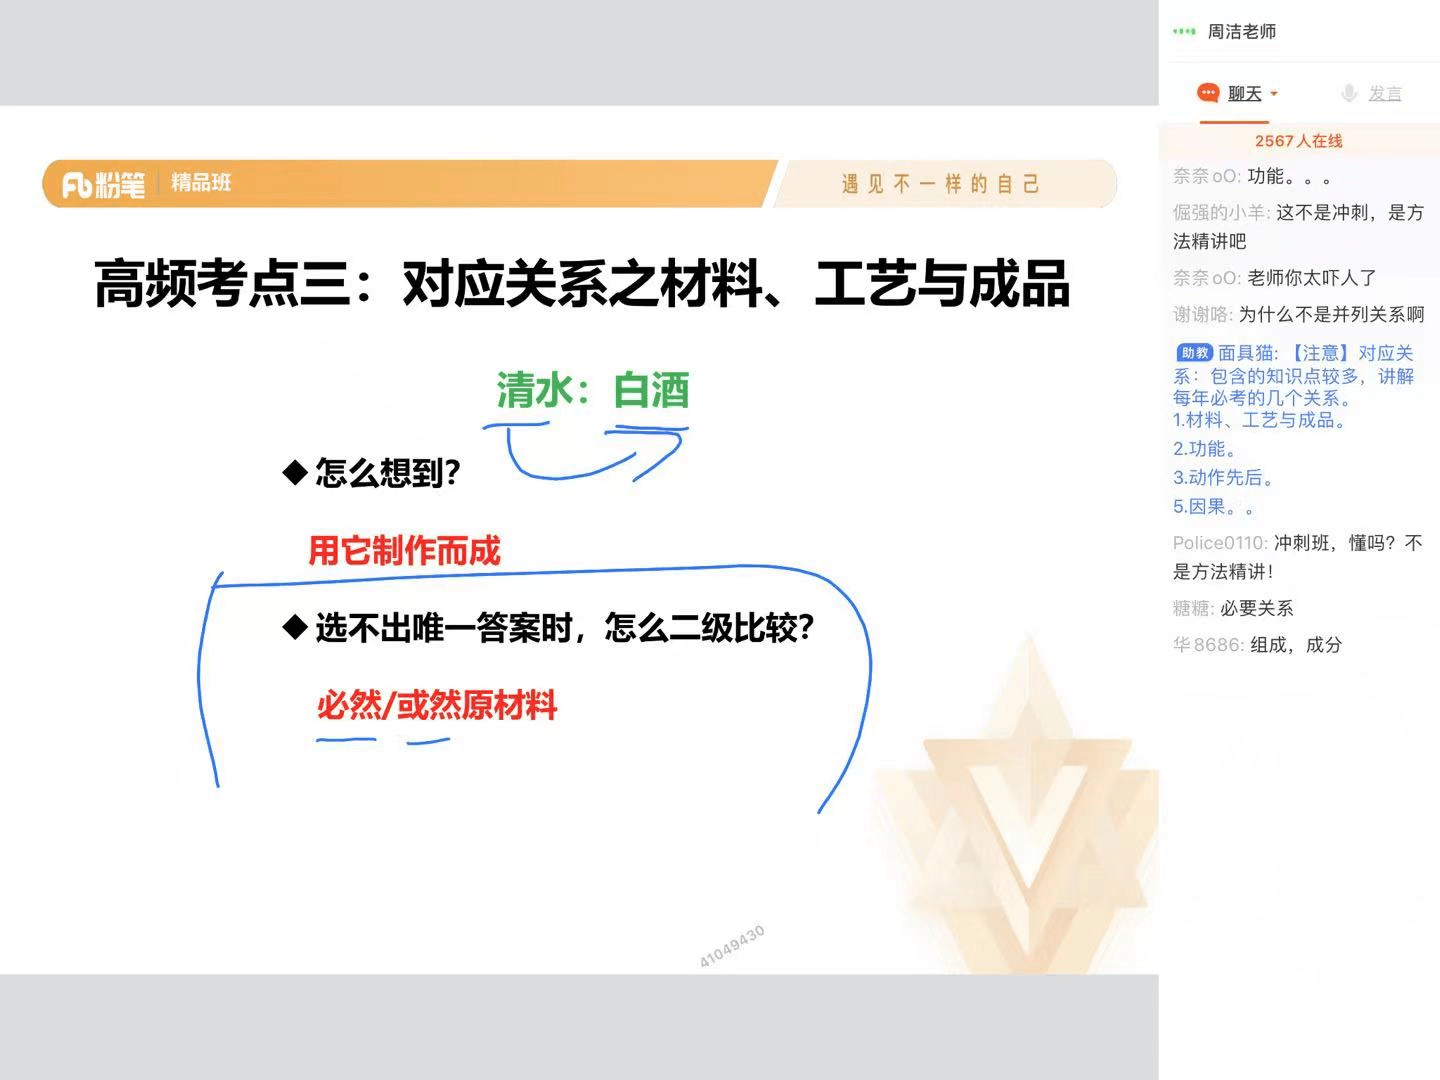 粉笔 精品班
遇见不一样的自己
高频考点三：对应关系之材料、工艺与成品
清水：白酒
◆怎么想到？
用它制作而成
◆选不出唯一答案时，怎么二级比较？
必然/或然原材料
41049430
周洁老师
聊天
发言
2567人在线
奈奈oO: 功能。。。
倔强的小羊: 这不是冲刺，是方
法精讲吧
奈奈oO: 老师你太吓人了
谢谢咯: 为什么不是并列关系啊
助教 面具猫: 【注意】对应关
系：包含的知识点较多，讲解
每年必考的几个关系。
1.材料、工艺与成品。
2.功能。
3.动作先后。
5.因果。。
Police0110: 冲刺班，懂吗？不
是方法精讲！
糖糖: 必要关系
华8686: 组成，成分